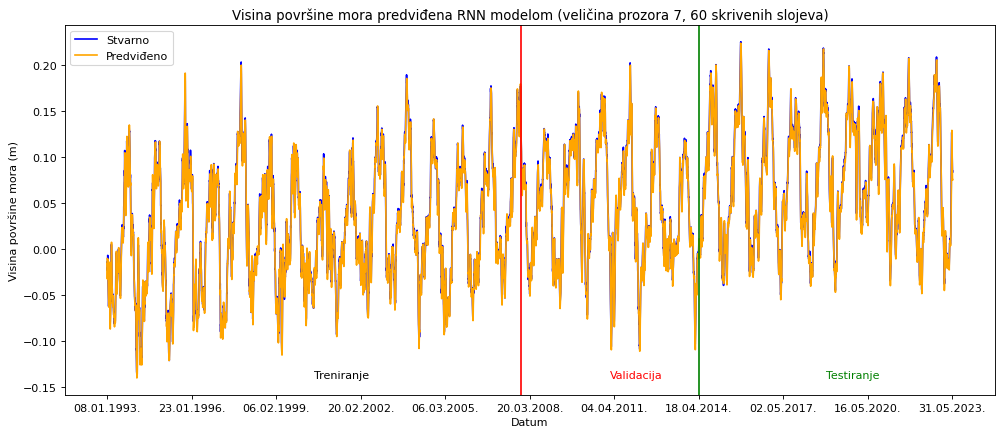 Visina površine mora predviđena RNN modelom (veličina prozora 7, 60 skrivenih slojeva)
Stvarno
Predviđeno
Visina površine mora (m)
0.20
0.15
0.10
0.05
0.00
−0.05
−0.10
−0.15
Treniranje
Validacija
Testiranje
08.01.1993. 23.01.1996. 06.02.1999. 20.02.2002. 06.03.2005. 20.03.2008. 04.04.2011. 18.04.2014. 02.05.2017. 16.05.2020. 31.05.2023.
Datum